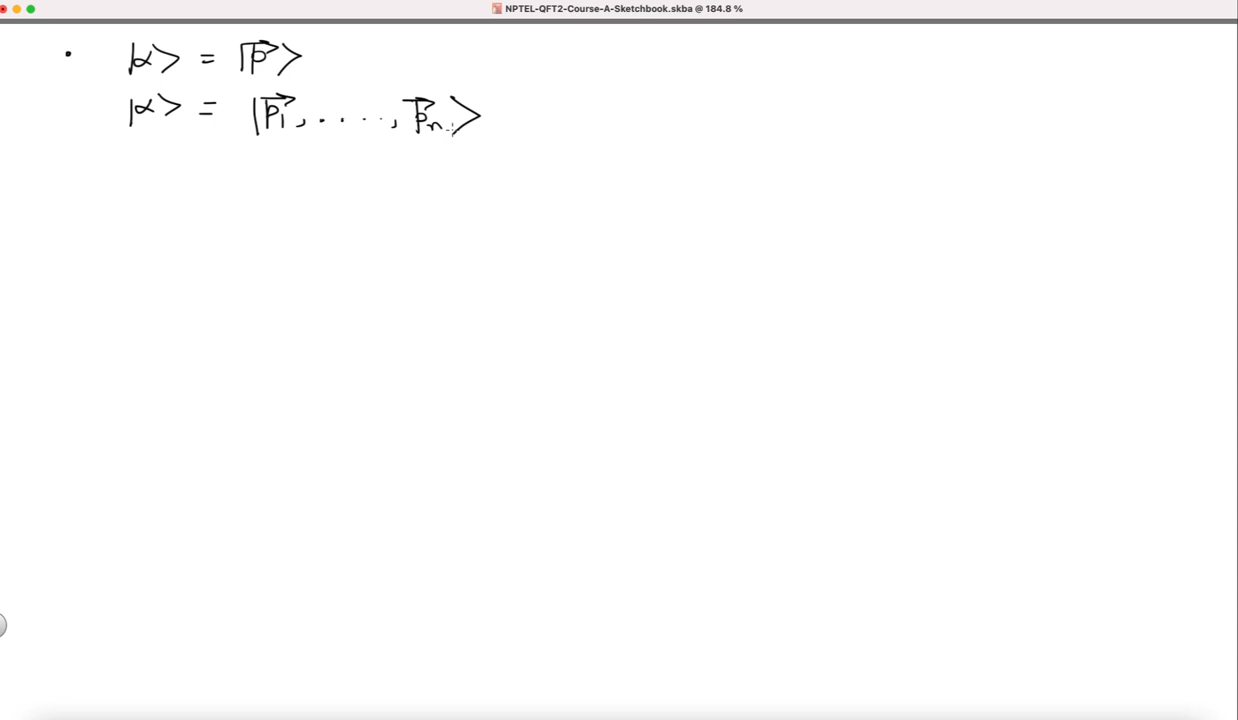 NPTEL-QFT2-Course-A-Sketchbook.skba @ 184.8 %
• |α⟩ = |p⃗⟩
|α⟩ = |p⃗₁, ....., p⃗ₙ⟩